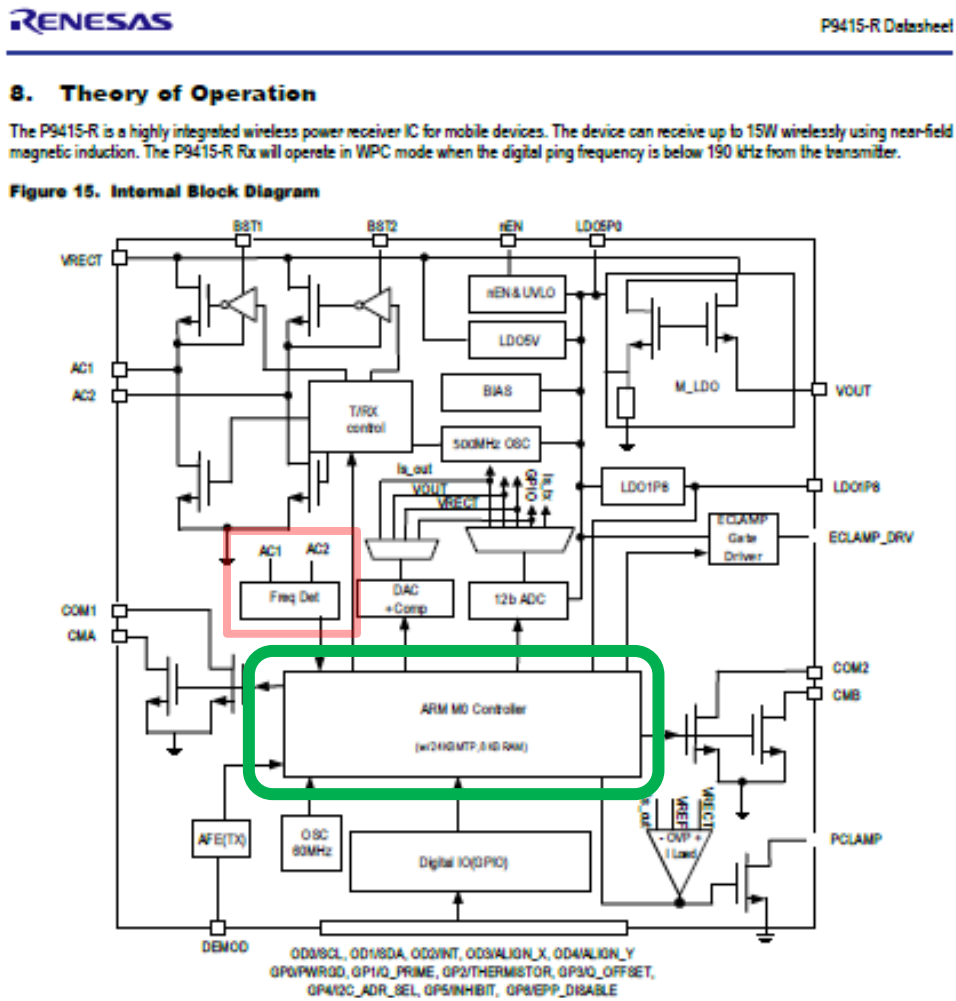 RENESAS
P9415-R Datasheet
8. Theory of Operation
The P9415-R is a highly integrated wireless power receiver IC for mobile devices. The device can receive up to 15W wirelessly using near-field
magnetic induction. The P9415-R Rx will operate in WPC mode when the digital ping frequency is below 190 kHz from the transmitter.
Figure 15. Internal Block Diagram
BST1
BST2
nEN
LDO5P0
VRECT
nEN & UVLO
LDO5V
AC1
AC2
T/RX
control
BIAS
M_LDO
VOUT
500MHz OSC
Is_out
VOUT
VRECT
GPIO
Is_tx
LDO1P8
LDO1P8
ECLAMP
Gate
Driver
ECLAMP_DRV
AC1
AC2
Freq Det
DAC
+Comp
12b ADC
COM1
CMA
ARM M0 Controller
(w/ 24KB MTP, 8 KB RAM)
COM2
CMB
AFE(TX)
OSC
60MHz
Digital IO(GPIO)
Is_out
VREF
VRECT
- OVP +
I Load
PCLAMP
DEMOD
OD0/SCL, OD1/SDA, OD2/INT, OD3/ALIGN_X, OD4/ALIGN_Y
GP0/PWRGD, GP1/Q_PRIME, GP2/THERMISTOR, GP3/Q_OFFSET,
GP4/I2C_ADR_SEL, GP5/INHIBIT, GP6/EPP_DISABLE